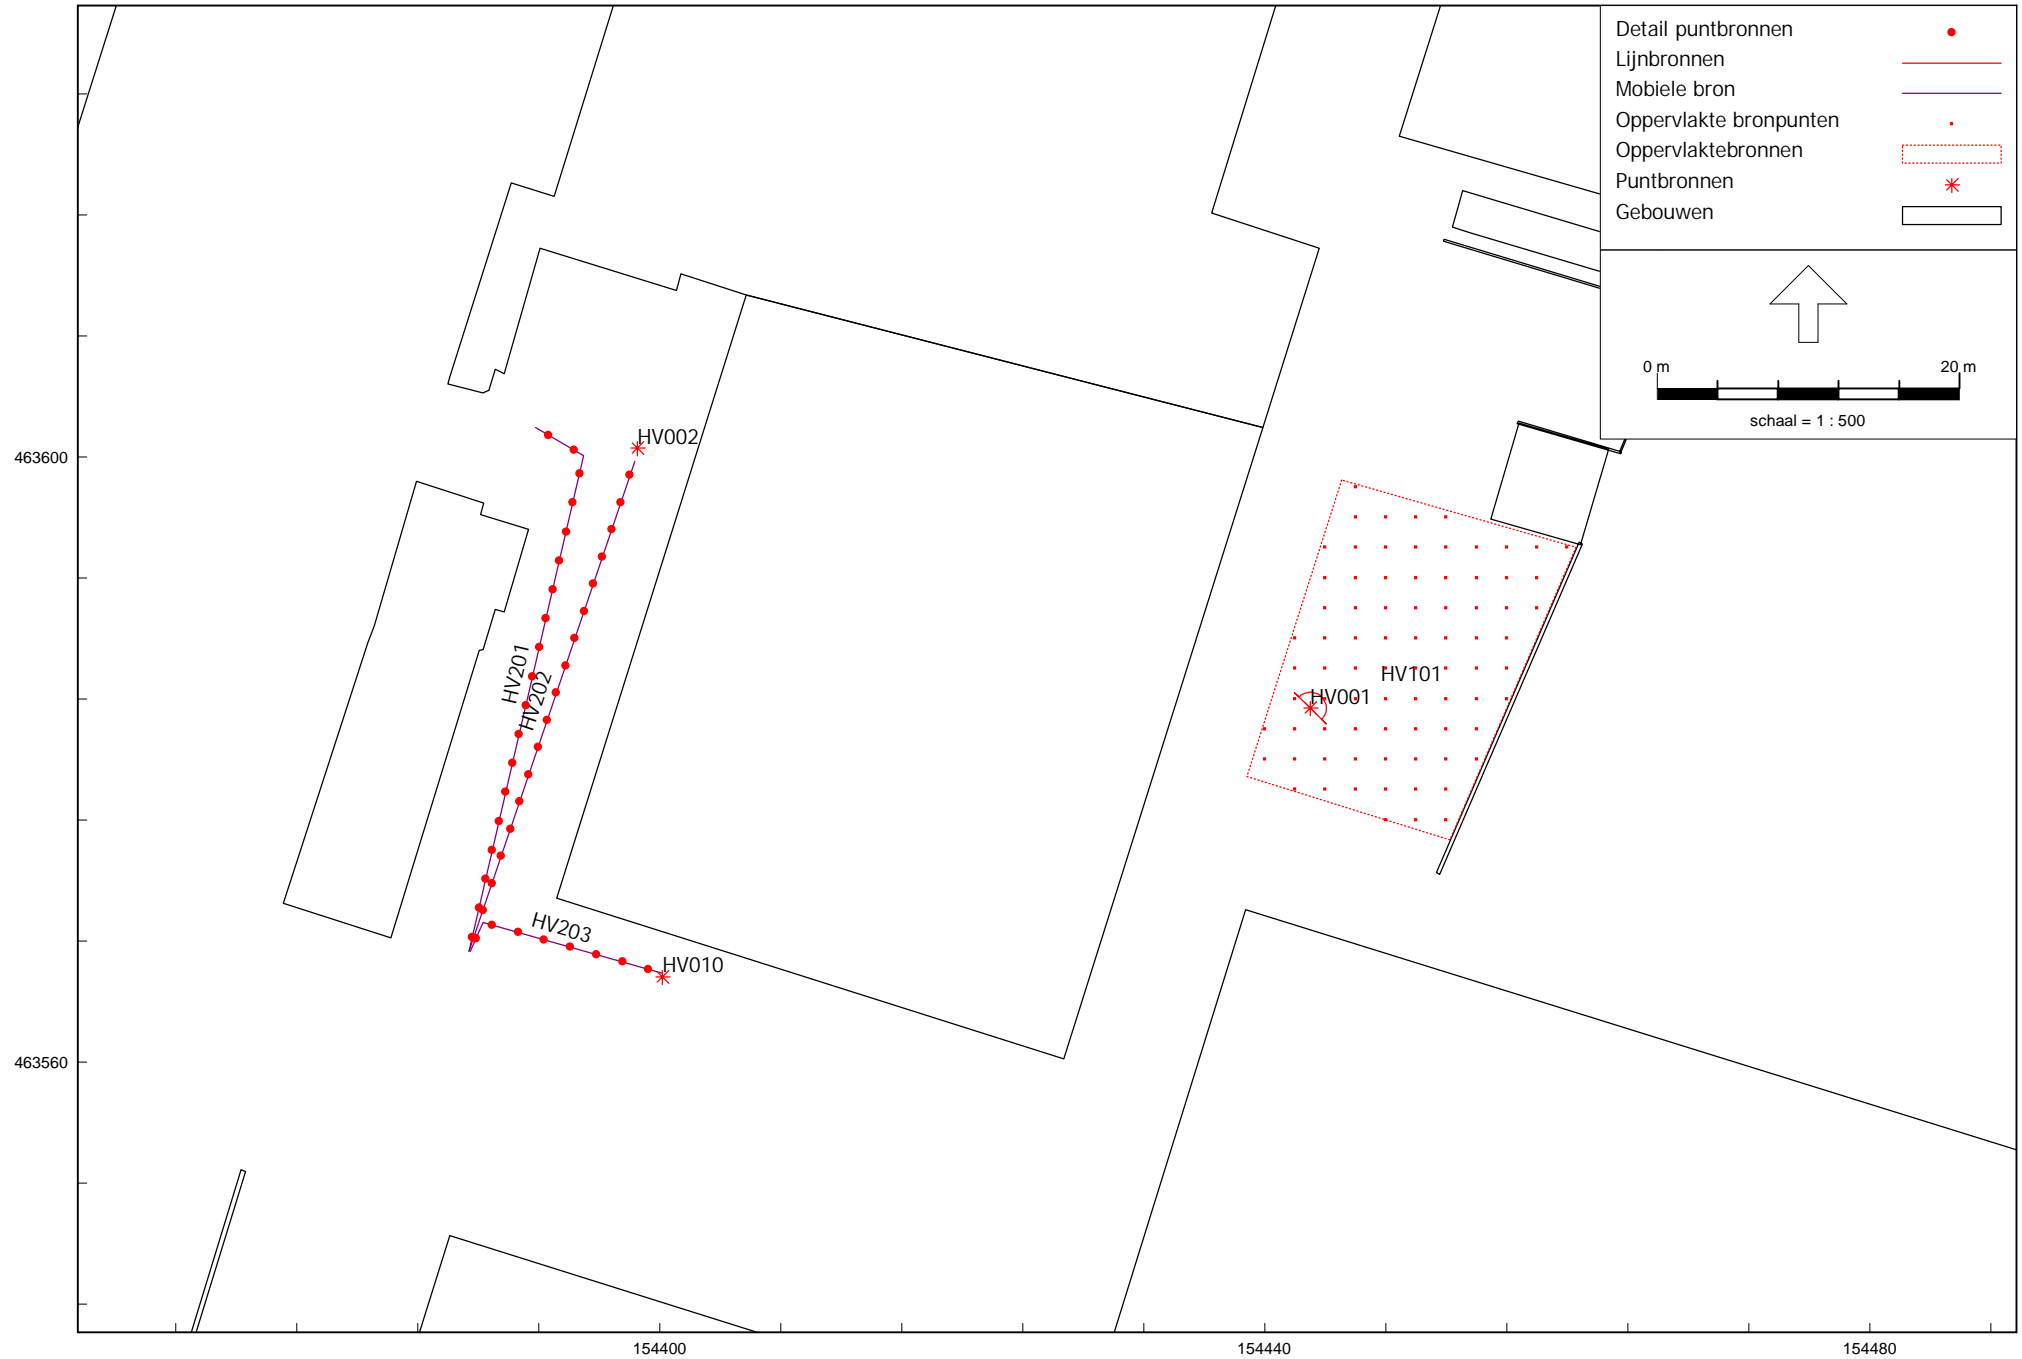 Detail puntbronnen
Lijnbronnen
Mobiele bron
Oppervlakte bronpunten
Oppervlaktebronnen
Puntbronnen
Gebouwen
0 m 20 m
schaal = 1 : 500
HV002
463600
HV201
HV202
HV101
HV001
HV203
HV010
463560
154400 154440 154480